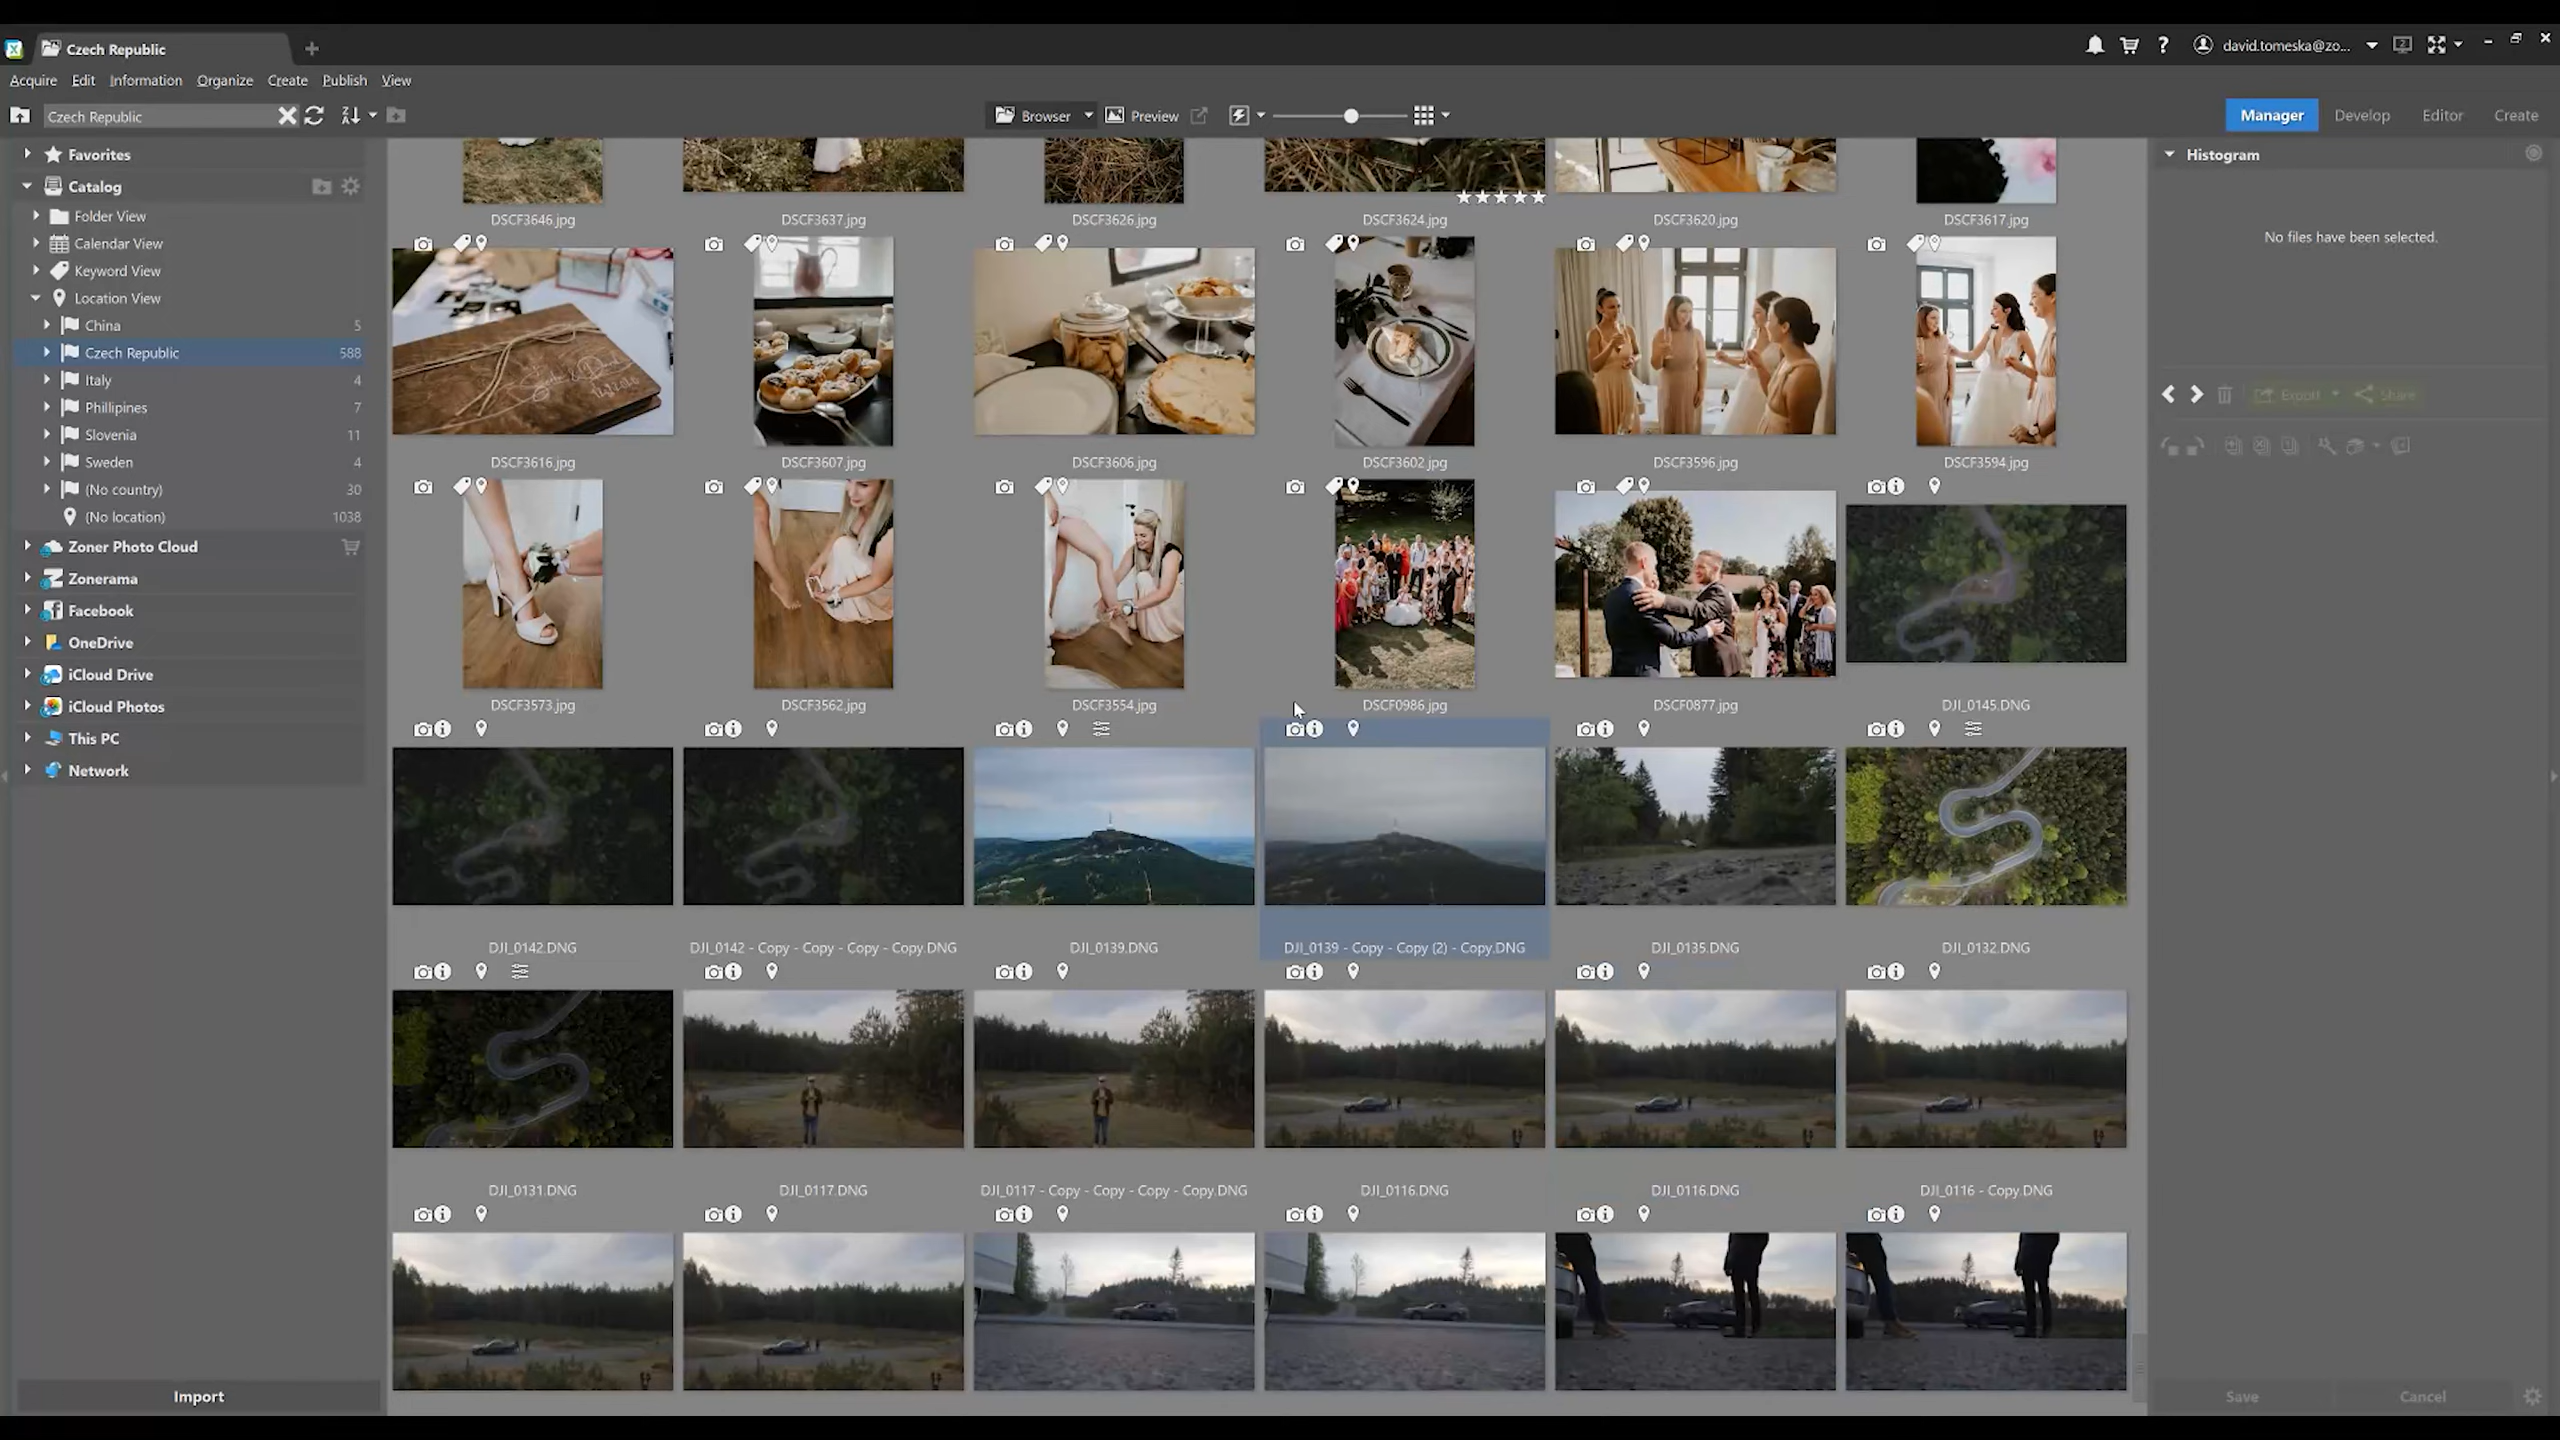 Czech Republic
david.tomeska@zo...
Acquire Edit Information Organize Create Publish View
Czech Republic
Browser Preview
Manager Develop Editor Create
Favorites
Catalog
Folder View
Calendar View
Keyword View
Location View
China 5
Czech Republic 588
Italy 4
Phillipines 7
Slovenia 11
Sweden 4
(No country) 30
(No location) 1038
Zoner Photo Cloud
Zonerama
Facebook
OneDrive
iCloud Drive
iCloud Photos
This PC
Network
Import
DSCF3646.jpg DSCF3637.jpg DSCF3626.jpg DSCF3624.jpg DSCF3620.jpg DSCF3617.jpg
DSCF3616.jpg DSCF3607.jpg DSCF3606.jpg DSCF3602.jpg DSCF3596.jpg DSCF3594.jpg
DSCF3573.jpg DSCF3562.jpg DSCF3554.jpg DSCF0986.jpg DSCF0877.jpg DJI_0145.DNG
DJI_0142.DNG DJI_0142 - Copy - Copy - Copy - Copy.DNG DJI_0139.DNG DJI_0139 - Copy - Copy (2) - Copy.DNG DJI_0135.DNG DJI_0132.DNG
DJI_0131.DNG DJI_0117.DNG DJI_0117 - Copy - Copy - Copy - Copy.DNG DJI_0116.DNG DJI_0116.DNG DJI_0116 - Copy.DNG
Histogram
No files have been selected.
Export Share
Save Cancel